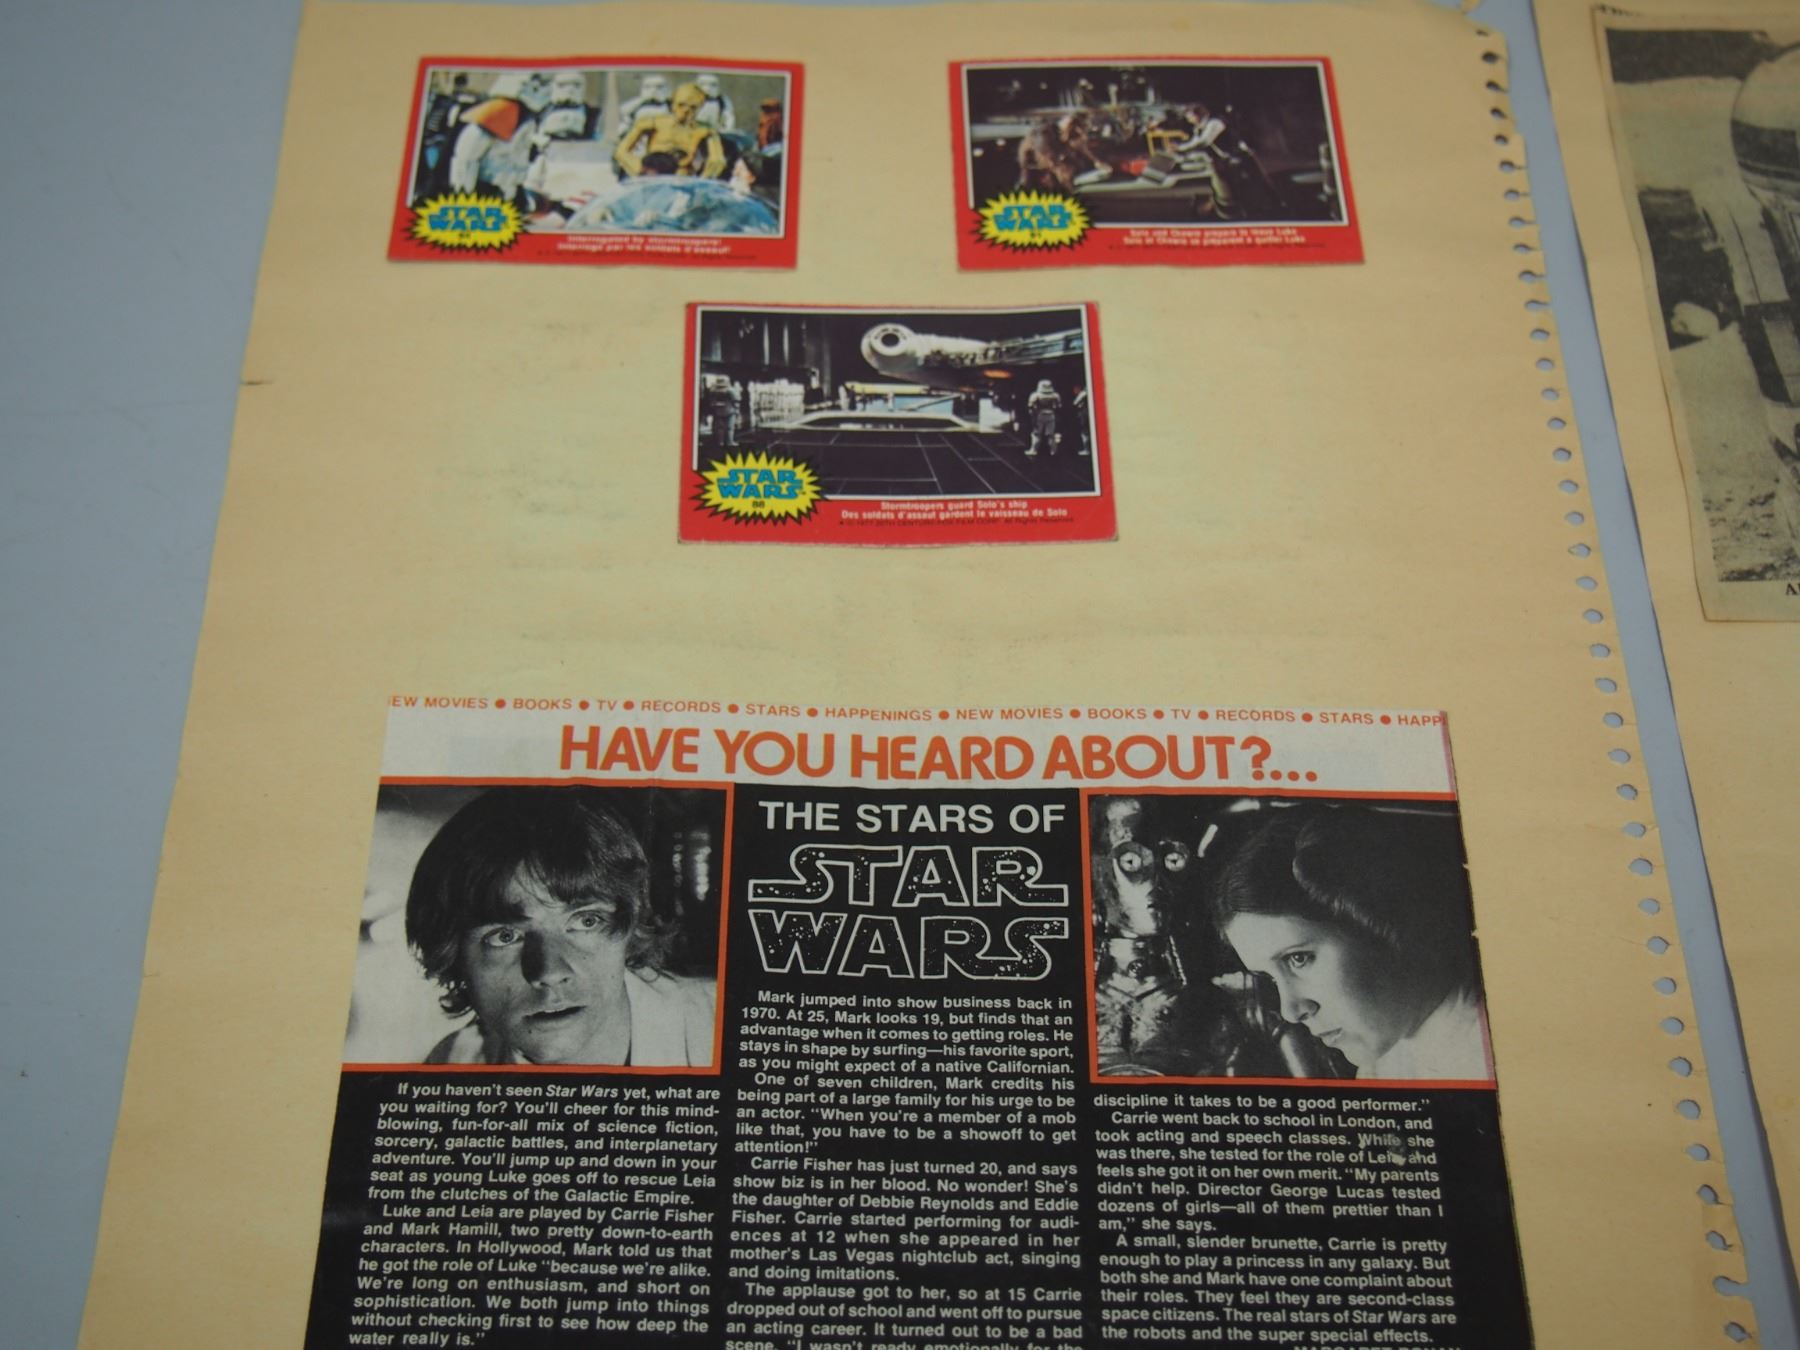 STAR
WARS
Interrogated by stormtroopers!
Interrogé par les soldats d'assaut!
STAR
WARS
Solo and Chewie prepare to leave Luke
Solo et Chewie se préparent à quitter Luke
STAR
WARS
88
Stormtroopers guard Solo's ship
Des soldats d'assaut gardent le vaisseau de Solo
© 1977 20TH CENTURY-FOX FILM CORP. All Rights Reserved
EW MOVIES ● BOOKS ● TV ● RECORDS ● STARS ● HAPPENINGS ● NEW MOVIES ● BOOKS ● TV ● RECORDS ● STARS ● HAPP
HAVE YOU HEARD ABOUT?...
THE STARS OF
STAR
WARS
If you haven't seen Star Wars yet, what are
you waiting for? You'll cheer for this mind-
blowing, fun-for-all mix of science fiction,
sorcery, galactic battles, and interplanetary
adventure. You'll jump up and down in your
seat as young Luke goes off to rescue Leia
from the clutches of the Galactic Empire.
Luke and Leia are played by Carrie Fisher
and Mark Hamill, two pretty down-to-earth
characters. In Hollywood, Mark told us that
he got the role of Luke "because we're alike.
We're long on enthusiasm, and short on
sophistication. We both jump into things
without checking first to see how deep the
water really is."
Mark jumped into show business back in
1970. At 25, Mark looks 19, but finds that an
advantage when it comes to getting roles. He
stays in shape by surfing—his favorite sport,
as you might expect of a native Californian.
One of seven children, Mark credits his
being part of a large family for his urge to be
an actor. "When you're a member of a mob
like that, you have to be a showoff to get
attention!"
Carrie Fisher has just turned 20, and says
show biz is in her blood. No wonder! She's
the daughter of Debbie Reynolds and Eddie
Fisher. Carrie started performing for audi-
ences at 12 when she appeared in her
mother's Las Vegas nightclub act, singing
and doing imitations.
The applause got to her, so at 15 Carrie
dropped out of school and went off to pursue
an acting career. It turned out to be a bad
scene. "I wasn't ready emotionally for the
discipline it takes to be a good performer."
Carrie went back to school in London, and
took acting and speech classes. While she
was there, she tested for the role of Leia and
feels she got it on her own merit. "My parents
didn't help. Director George Lucas tested
dozens of girls—all of them prettier than I
am," she says.
A small, slender brunette, Carrie is pretty
enough to play a princess in any galaxy. But
both she and Mark have one complaint about
their roles. They feel they are second-class
space citizens. The real stars of Star Wars are
the robots and the super special effects.
MARGARET RONAN